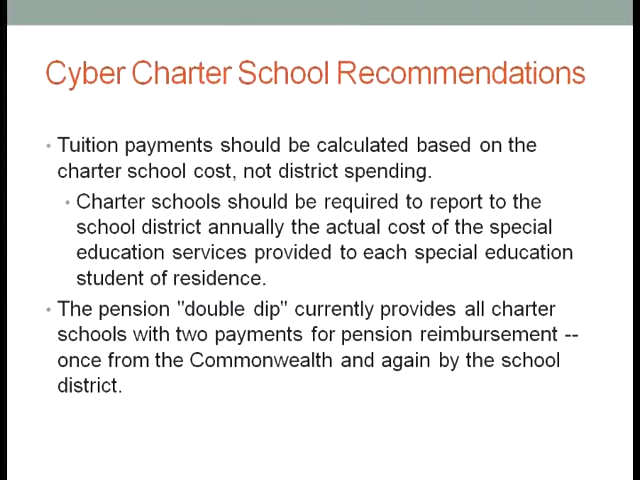 Cyber Charter School Recommendations
• Tuition payments should be calculated based on the
charter school cost, not district spending.
• Charter schools should be required to report to the
school district annually the actual cost of the special
education services provided to each special education
student of residence.
• The pension "double dip" currently provides all charter
schools with two payments for pension reimbursement --
once from the Commonwealth and again by the school
district.